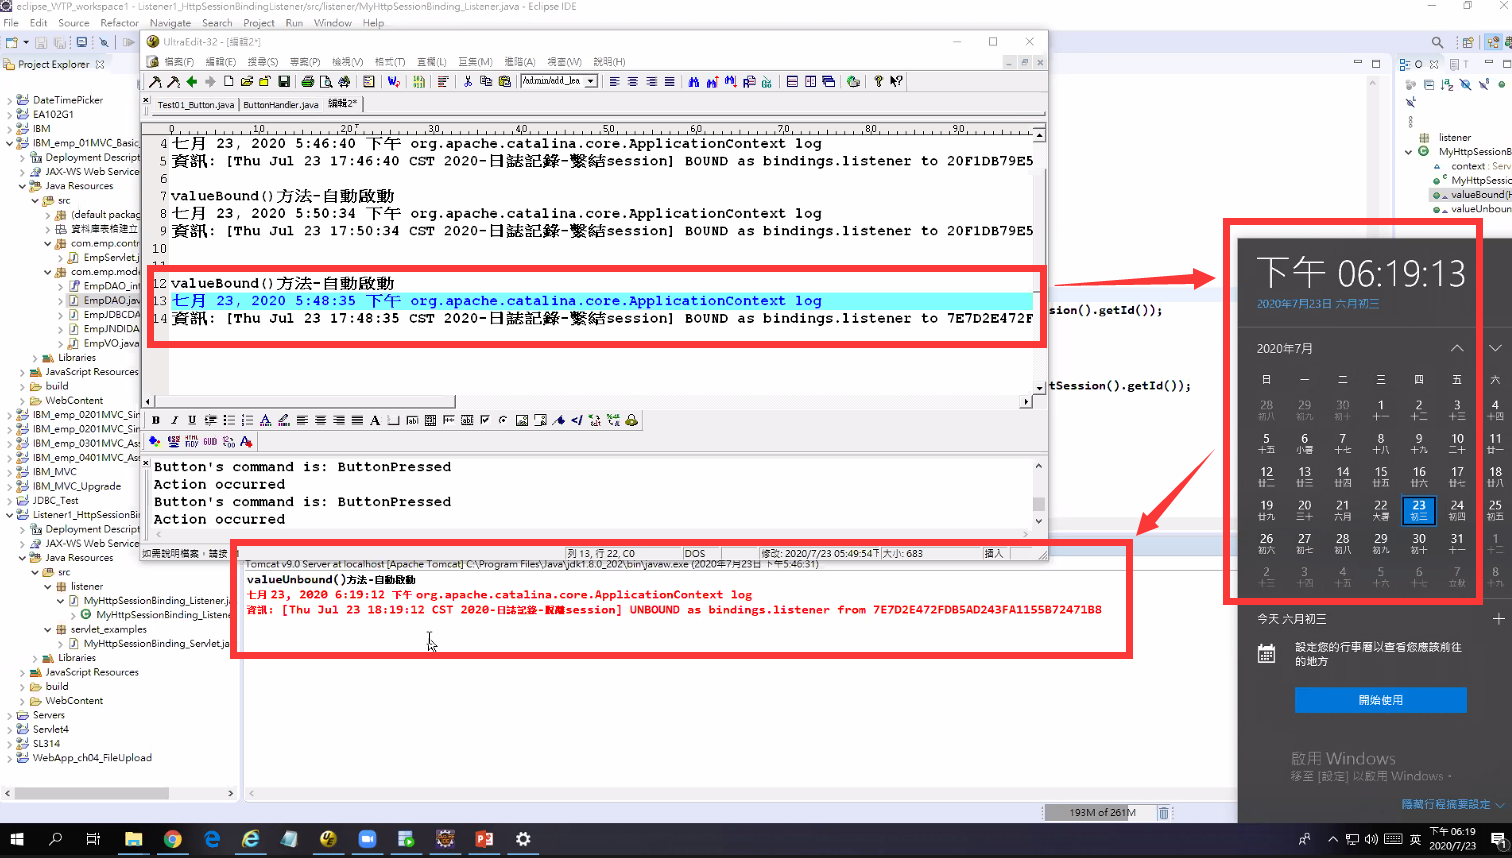 eclipse_WTP_workspace1 - Listener1_HttpSessionBindingListener/src/listener/MyHttpSessionBinding_Listener.java - Eclipse IDE
File Edit Source Refactor Navigate Search Project Run Window Help
Project Explorer
DateTimePicker
EA102G1
IBM
IBM_emp_01MVC_Basic_
Deployment Descript
JAX-WS Web Service
Java Resources
src
(default packag
資料庫表格建立
com.emp.contr
EmpServlet.j
com.emp.mode
EmpDAO_int
EmpDAO.jav
EmpJDBCDA
EmpJNDIDA
EmpVO.java
Libraries
JavaScript Resources
build
WebContent
IBM_emp_0201MVC_Sin
IBM_emp_0201MVC_Sin
IBM_emp_0301MVC_Ass
IBM_emp_0401MVC_Ass
IBM_MVC
IBM_MVC_Upgrade
JDBC_Test
Listener1_HttpSessionBind
Deployment Descript
JAX-WS Web Service
Java Resources
src
listener
MyHttpSessionBinding_Listener.ja
MyHttpSessionBinding_Listene
servlet_examples
MyHttpSessionBinding_Servlet.ja
Libraries
JavaScript Resources
build
WebContent
Servers
Servlet4
SL314
WebApp_ch04_FileUpload
UltraEdit-32 - [編輯2*]
檔案(F) 編輯(E) 搜尋(S) 專案(P) 檢視(V) 格式(T) 直欄(L) 巨集(M) 進階(A) 視窗(W) 說明(H)
/admin/add_lea
Test01_Button.java ButtonHandler.java 編輯2*
0 10 20 30 40 50 60 70 80 90
4 七月 23, 2020 5:46:40 下午 org.apache.catalina.core.ApplicationContext log
5 資訊: [Thu Jul 23 17:46:40 CST 2020-日誌記錄-繫結session] BOUND as bindings.listener to 20F1DB79E5
6
7 valueBound()方法-自動啟動
8 七月 23, 2020 5:50:34 下午 org.apache.catalina.core.ApplicationContext log
9 資訊: [Thu Jul 23 17:50:34 CST 2020-日誌記錄-繫結session] BOUND as bindings.listener to 20F1DB79E5
10
12 valueBound()方法-自動啟動
13 七月 23, 2020 5:48:35 下午 org.apache.catalina.core.ApplicationContext log
14 資訊: [Thu Jul 23 17:48:35 CST 2020-日誌記錄-繫結session] BOUND as bindings.listener to 7E7D2E472F
Button's command is: ButtonPressed
Action occurred
Button's command is: ButtonPressed
Action occurred
如需說明檔案，請按 列 13, 行 22, C0 DOS 修改: 2020/7/23 05:49:54下 大小: 683 插入
Tomcat v9.0 Server at localhost [Apache Tomcat] C:\Program Files\Java\jdk1.8.0_202\bin\javaw.exe (2020年7月23日 下午5:46:31)
valueUnbound()方法-自動啟動
七月 23, 2020 6:19:12 下午 org.apache.catalina.core.ApplicationContext log
資訊: [Thu Jul 23 18:19:12 CST 2020-日誌記錄-脫離session] UNBOUND as bindings.listener from 7E7D2E472FDB5AD243FA1155B72471B8
193M of 261M
listener
MyHttpSessionB
context : Serv
MyHttpSessio
valueBound(H
valueUnboun
ssion().getId());
tSession().getId());
下午 06:19:13
2020年7月23日 六月初三
2020年7月
日 一 二 三 四 五 六
28 29 30 1 2 3 4
初八 初九 初十 十一 十二 十三 十四
5 6 7 8 9 10 11
十五 小暑 十七 十八 十九 二十 廿一
12 13 14 15 16 17 18
廿二 廿三 廿四 廿五 廿六 廿七 廿八
19 20 21 22 23 24 25
廿九 三十 六月 大暑 初三 初四 初五
26 27 28 29 30 31 1
初六 初七 初八 初九 初十 十一 十二
2 3 4 5 6 7 8
十三 十四 十五 十六 十七 立秋 十九
今天 六月初三
設定您的行事曆以查看您應該前往
的地方
開始使用
啟用 Windows
移至 [設定] 以啟用 Windows。
隱藏行程摘要設定
英
下午 06:19
2020/7/23